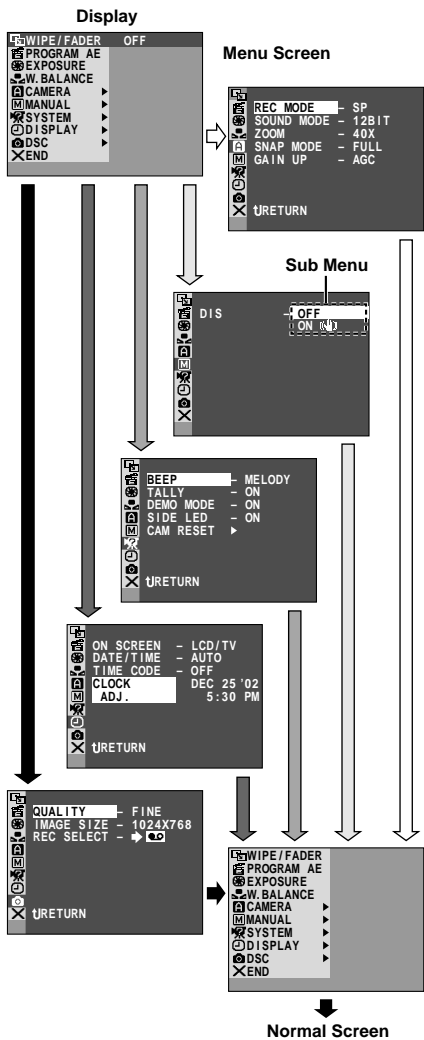 Display
WIPE/FADER OFF
PROGRAM AE
EXPOSURE
W. BALANCE
CAMERA
MANUAL
SYSTEM
DISPLAY
DSC
END
Menu Screen
REC MODE – SP
SOUND MODE – 12BIT
ZOOM – 40X
SNAP MODE – FULL
GAIN UP – AGC
RETURN
Sub Menu
DIS – OFF
ON
BEEP – MELODY
TALLY – ON
DEMO MODE – ON
SIDE LED – ON
CAM RESET
RETURN
ON SCREEN – LCD/TV
DATE/TIME – AUTO
TIME CODE – OFF
CLOCK DEC 25 '02
ADJ. 5:30 PM
RETURN
QUALITY – FINE
IMAGE SIZE – 1024X768
REC SELECT –
RETURN
WIPE/FADER
PROGRAM AE
EXPOSURE
W. BALANCE
CAMERA
MANUAL
SYSTEM
DISPLAY
DSC
END
Normal Screen